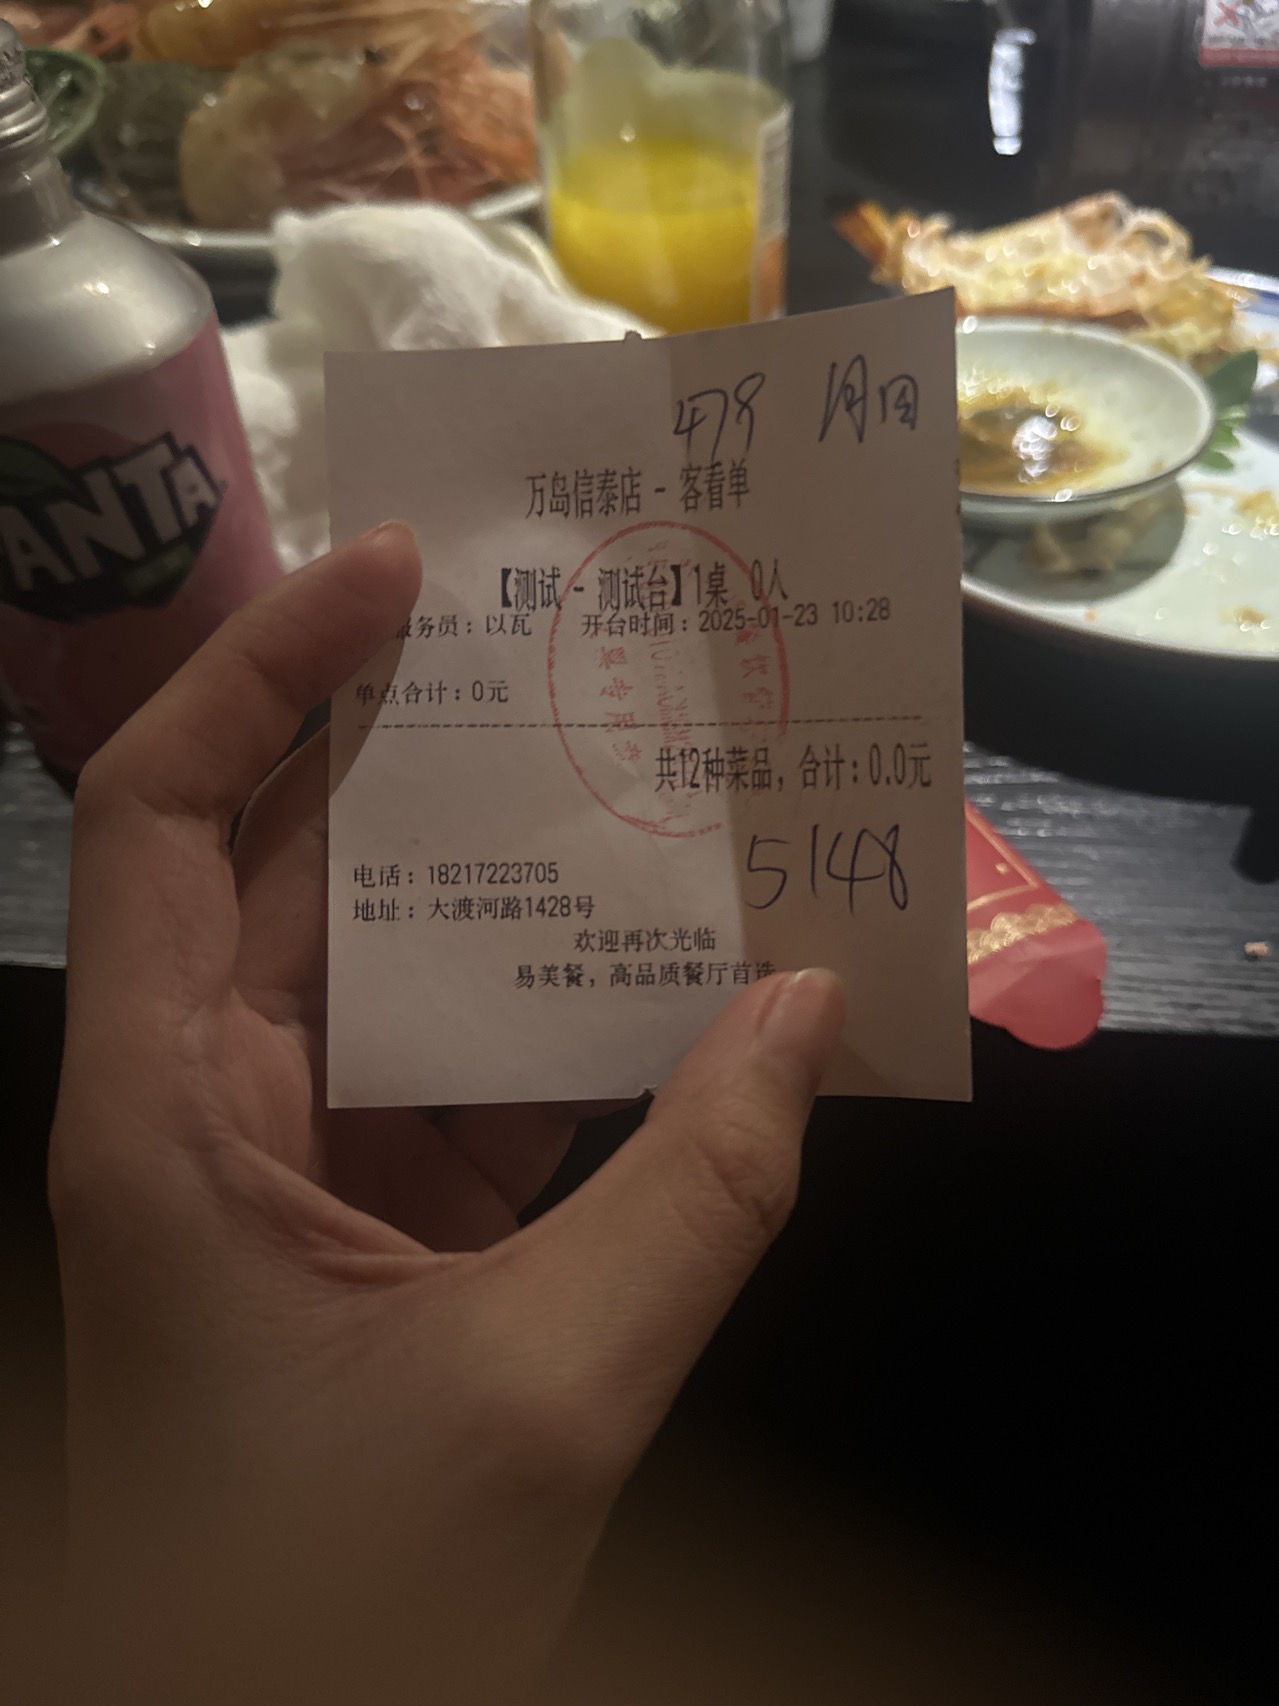 478 月日
万岛信泰店 - 客看单
【测试 - 测试台】1桌 0人
服务员：以瓦 开台时间：2025-01-23 10:28
单点合计：0元
共12种菜品，合计：0.0元
5148
电话：18217223705
地址：大渡河路1428号
欢迎再次光临
易美餐，高品质餐厅首选
FANTA